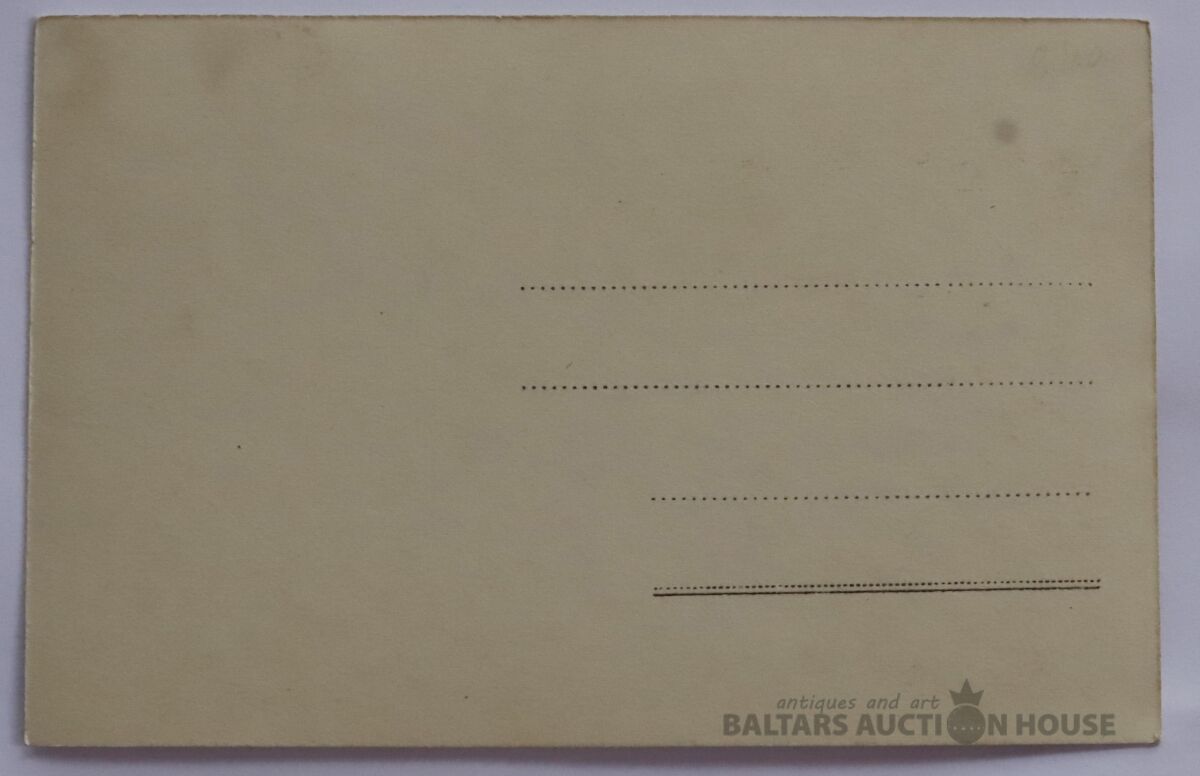 antiques and art
BALTARS AUCTION HOUSE